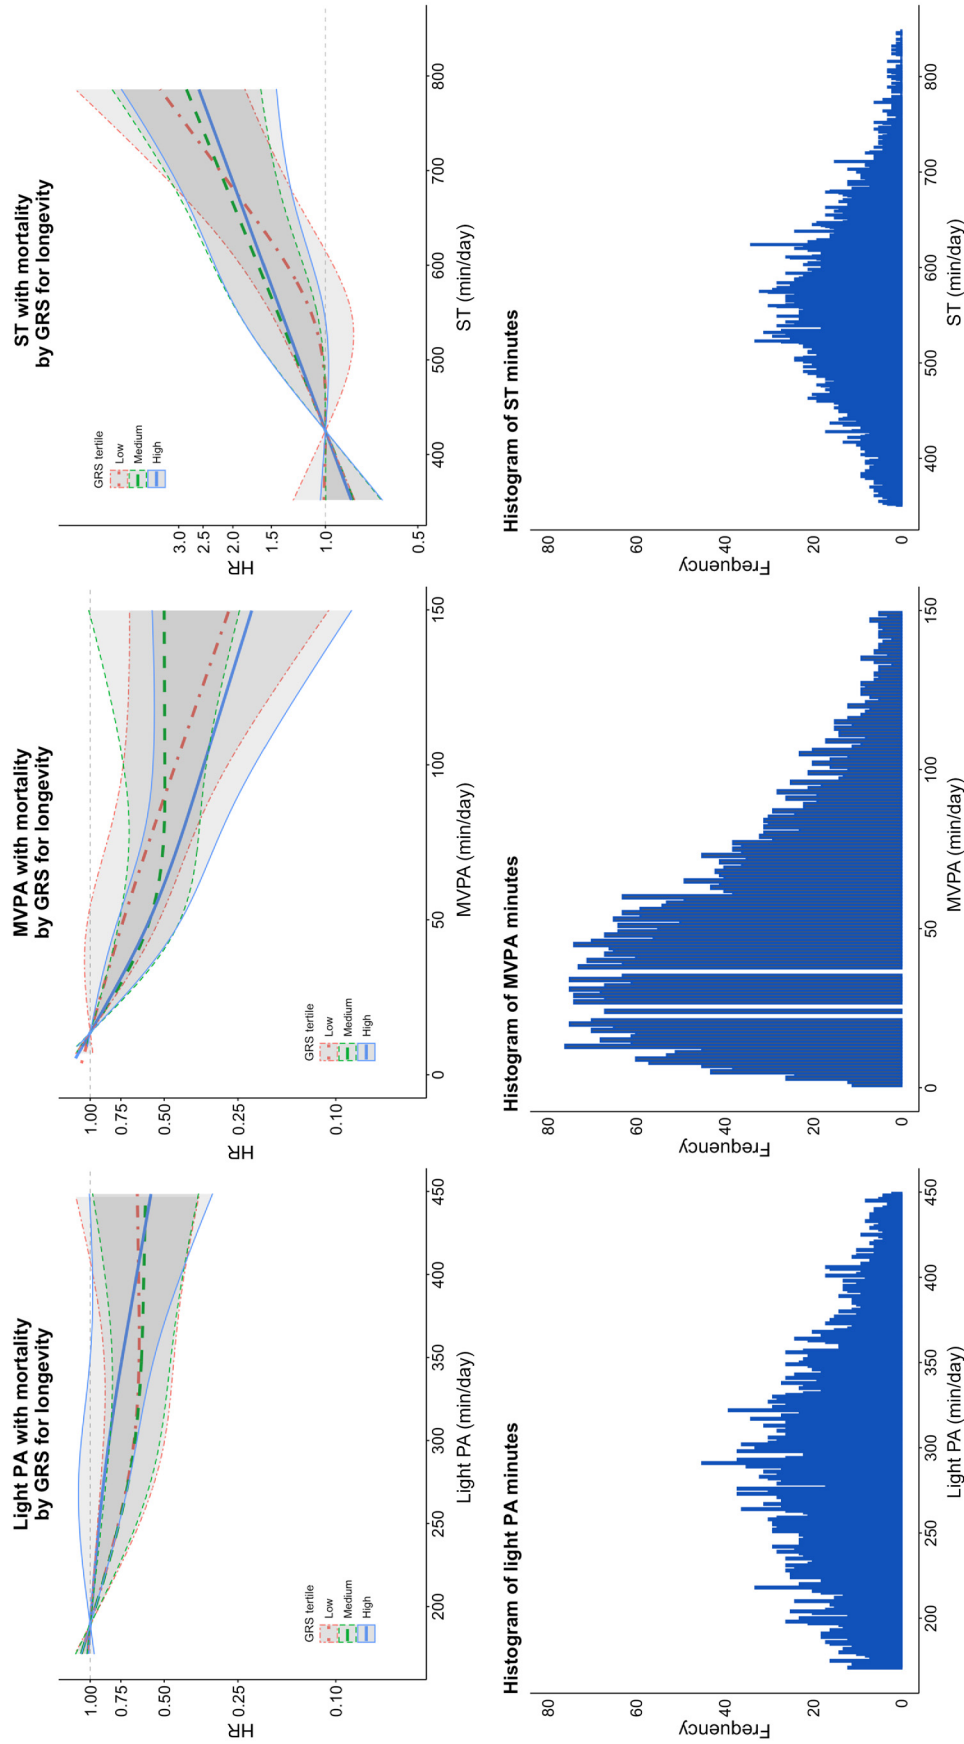 Light PA with mortality
by GRS for longevity
HR
1.00
0.75
0.50
0.25
0.10
GRS tertile
Low
Medium
High
200
250
300
350
400
450
Light PA (min/day)
MVPA with mortality
by GRS for longevity
HR
1.00
0.75
0.50
0.25
0.10
GRS tertile
Low
Medium
High
0
50
100
150
MVPA (min/day)
ST with mortality
by GRS for longevity
HR
3.0
2.5
2.0
1.5
1.0
0.5
GRS tertile
Low
Medium
High
400
500
600
700
800
ST (min/day)
Histogram of light PA minutes
Frequency
80
60
40
20
0
200
250
300
350
400
450
Light PA (min/day)
Histogram of MVPA minutes
Frequency
80
60
40
20
0
0
50
100
150
MVPA (min/day)
Histogram of ST minutes
Frequency
80
60
40
20
0
400
500
600
700
800
ST (min/day)